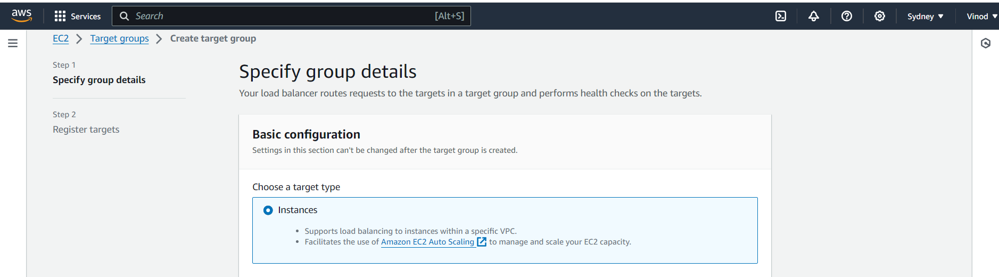 aws
Services
Search [Alt+S]
Sydney
Vinod
EC2 > Target groups > Create target group
Step 1
Specify group details
Step 2
Register targets
Specify group details
Your load balancer routes requests to the targets in a target group and performs health checks on the targets.
Basic configuration
Settings in this section can't be changed after the target group is created.
Choose a target type
Instances
• Supports load balancing to instances within a specific VPC.
• Facilitates the use of Amazon EC2 Auto Scaling to manage and scale your EC2 capacity.